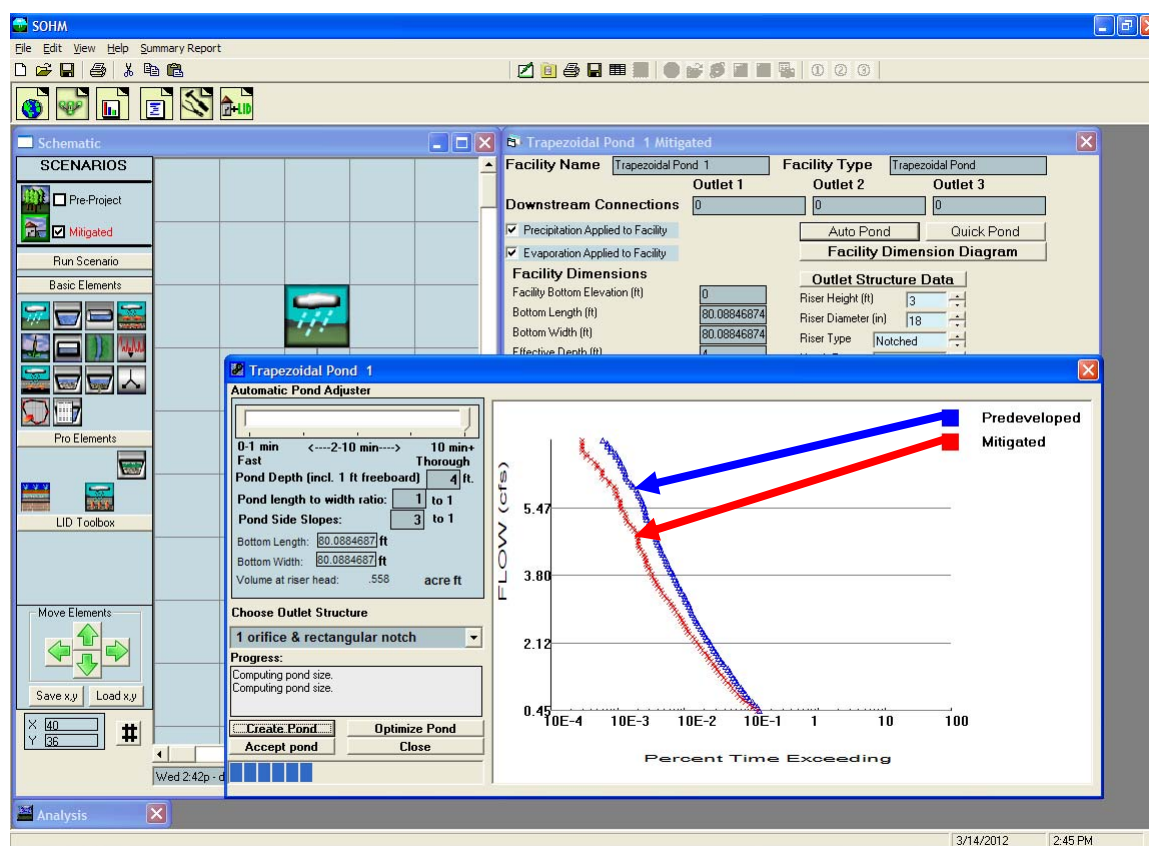 SOHM
File Edit View Help Summary Report
Schematic
SCENARIOS
Pre-Project
Mitigated
Run Scenario
Basic Elements
Pro Elements
LID Toolbox
Move Elements
Save x,y Load x,y
X 40
Y 36
Wed 2:42p - d
Analysis
Trapezoidal Pond 1 Mitigated
Facility Name Trapezoidal Pond 1 Facility Type Trapezoidal Pond
Outlet 1 Outlet 2 Outlet 3
Downstream Connections 0 0 0
Precipitation Applied to Facility Auto Pond Quick Pond
Evaporation Applied to Facility Facility Dimension Diagram
Facility Dimensions Outlet Structure Data
Facility Bottom Elevation (ft) 0 Riser Height (ft) 3
Bottom Length (ft) 80.08846874 Riser Diameter (in) 18
Bottom Width (ft) 80.08846874 Riser Type Notched
Effective Depth (ft) 4
Trapezoidal Pond 1
Automatic Pond Adjuster
0-1 min <----2-10 min----> 10 min+
Fast Thorough
Pond Depth (incl. 1 ft freeboard) 4 ft.
Pond length to width ratio: 1 to 1
Pond Side Slopes: 3 to 1
Bottom Length: 80.0884687 ft
Bottom Width: 80.0884687 ft
Volume at riser head: .558 acre ft
Choose Outlet Structure
1 orifice & rectangular notch
Progress:
Computing pond size.
Computing pond size.
Create Pond Optimize Pond
Accept pond Close
Predeveloped
Mitigated
FLOW (cfs)
5.47
3.80
2.12
0.45
10E-4 10E-3 10E-2 10E-1 1 10 100
Percent Time Exceeding
3/14/2012 2:45 PM